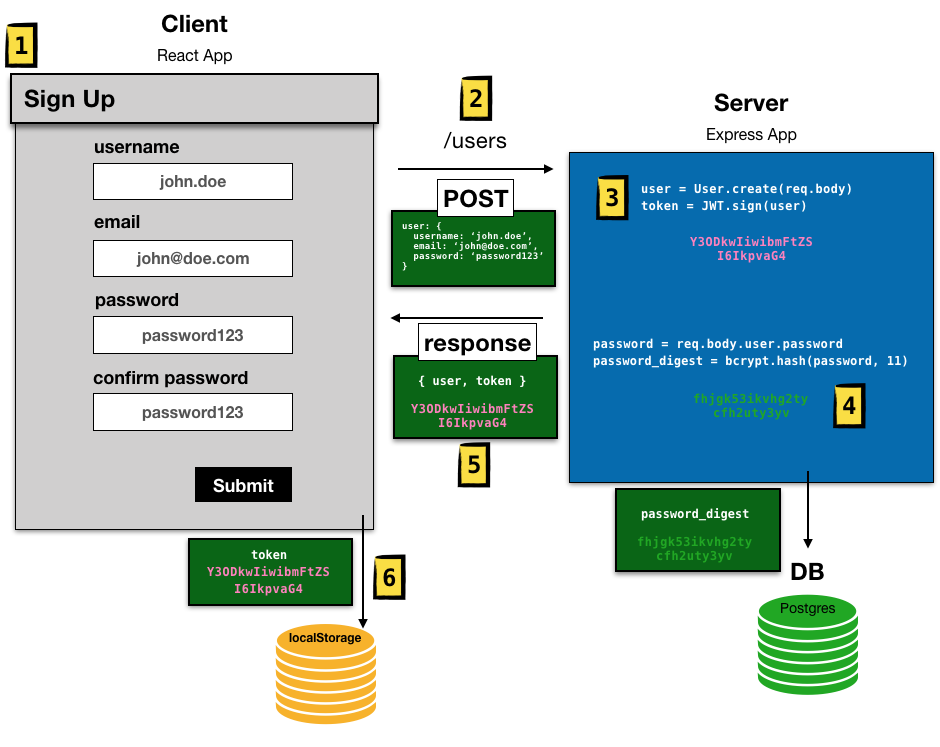 Client
React App
1
Sign Up
username
john.doe
email
john@doe.com
password
password123
confirm password
password123
Submit
2
/users
POST
user: {
username: ‘john.doe’,
email: ‘john@doe.com’,
password: ‘password123’
}
Server
Express App
3
user = User.create(req.body)
token = JWT.sign(user)
Y3ODkwIiwibmFtZS
I6IkpvaG4
password = req.body.user.password
password_digest = bcrypt.hash(password, 11)
fhjgk53ikvhg2ty
cfh2uty3yv
4
response
{ user, token }
Y3ODkwIiwibmFtZS
I6IkpvaG4
5
password_digest
fhjgk53ikvhg2ty
cfh2uty3yv
DB
Postgres
token
Y3ODkwIiwibmFtZS
I6IkpvaG4
6
localStorage